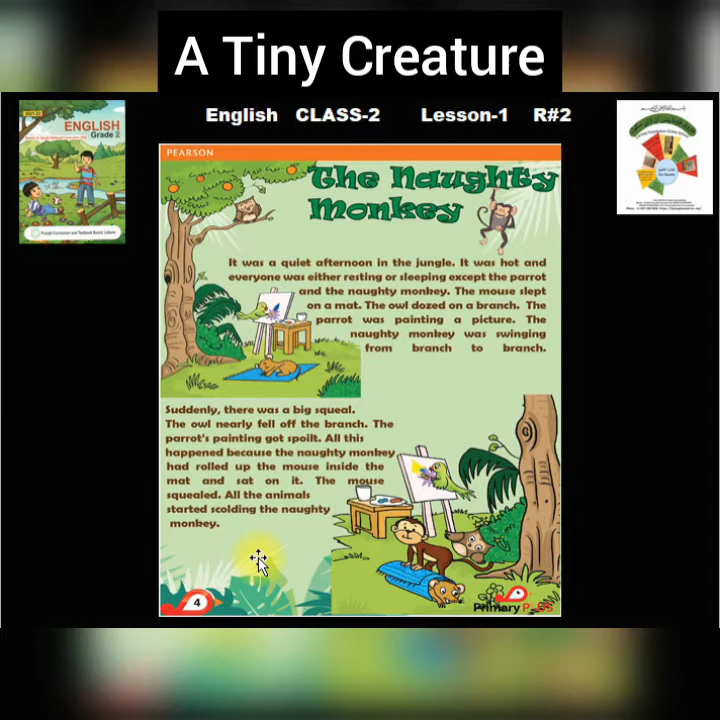 A Tiny Creature
English CLASS-2 Lesson-1 R#2
ENGLISH
Grade 2
PEARSON
The Naughty
Monkey
It was a quiet afternoon in the jungle. It was hot and
everyone was either resting or sleeping except the parrot
and the naughty monkey. The mouse slept
on a mat. The owl dozed on a branch. The
parrot was painting a picture. The
naughty monkey was swinging
from branch to branch.
Suddenly, there was a big squeal.
The owl nearly fell off the branch. The
parrot's painting got spoilt. All this
happened because the naughty monkey
had rolled up the mouse inside the
mat and sat on it. The mouse
squealed. All the animals
started scolding the naughty
monkey.
4
Primary